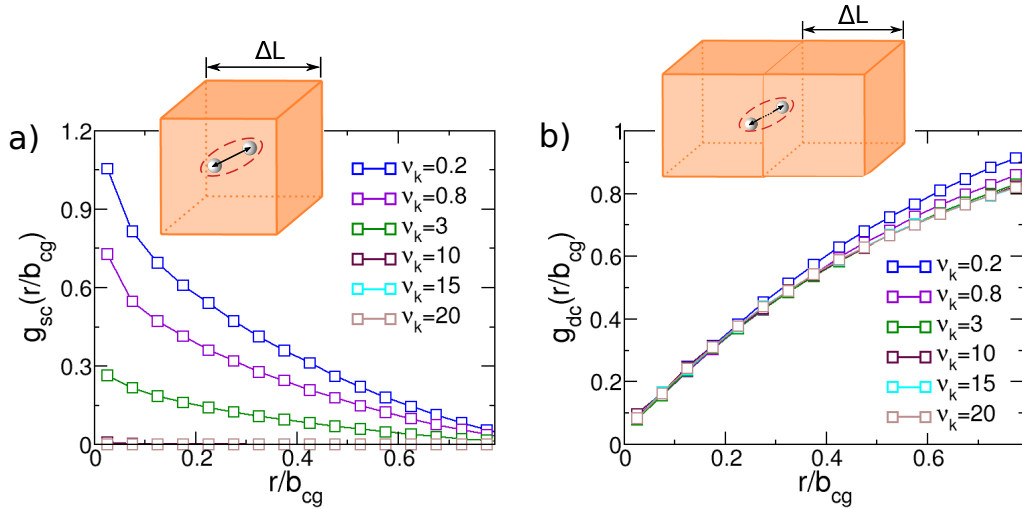 ΔL
a)
1.2
0.9
0.6
0.3
0
g_sc(r/b_cg)
ν_k=0.2
ν_k=0.8
ν_k=3
ν_k=10
ν_k=15
ν_k=20
0 0.2 0.4 0.6
r/b_cg
ΔL
b)
1
0.8
0.6
0.4
0.2
0
g_dc(r/b_cg)
ν_k=0.2
ν_k=0.8
ν_k=3
ν_k=10
ν_k=15
ν_k=20
0 0.2 0.4 0.6
r/b_cg